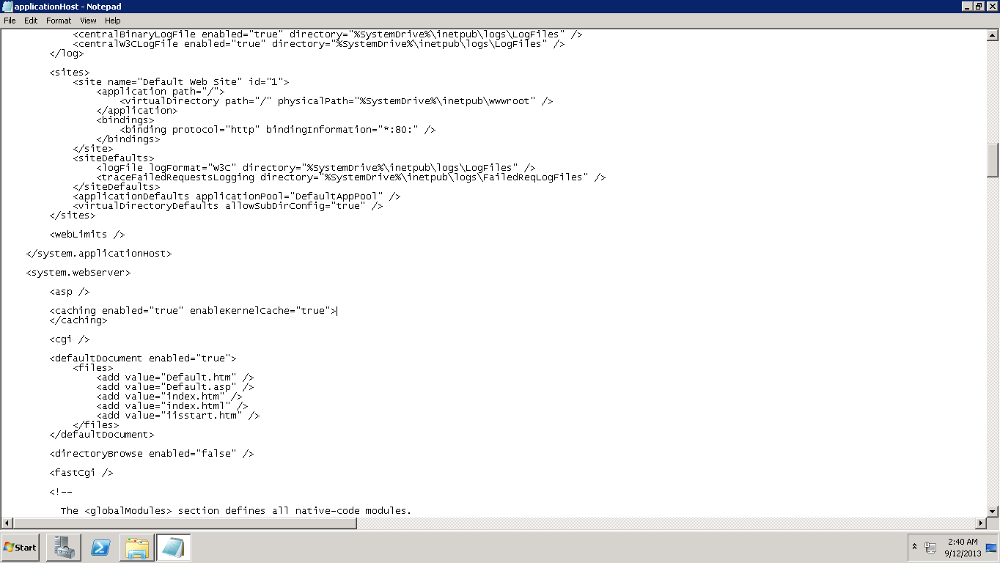 applicationHost - Notepad
File Edit Format View Help
<centralBinaryLogFile enabled="true" directory="%SystemDrive%\inetpub\logs\LogFiles" />
<centralW3CLogFile enabled="true" directory="%SystemDrive%\inetpub\logs\LogFiles" />
</log>
<sites>
<site name="Default Web Site" id="1">
<application path="/">
<virtualDirectory path="/" physicalPath="%SystemDrive%\inetpub\wwwroot" />
</application>
<bindings>
<binding protocol="http" bindingInformation="*:80:" />
</bindings>
</site>
<siteDefaults>
<logFile logFormat="W3C" directory="%SystemDrive%\inetpub\logs\LogFiles" />
<traceFailedRequestsLogging directory="%SystemDrive%\inetpub\logs\FailedReqLogFiles" />
</siteDefaults>
<applicationDefaults applicationPool="DefaultAppPool" />
<virtualDirectoryDefaults allowSubDirConfig="true" />
</sites>
<webLimits />
</system.applicationHost>
<system.webServer>
<asp />
<caching enabled="true" enableKernelCache="true">
</caching>
<cgi />
<defaultDocument enabled="true">
<files>
<add value="Default.htm" />
<add value="Default.asp" />
<add value="index.htm" />
<add value="index.html" />
<add value="iisstart.htm" />
</files>
</defaultDocument>
<directoryBrowse enabled="false" />
<fastCgi />
<!--
The <globalModules> section defines all native-code modules.
Start
2:40 AM
9/12/2013